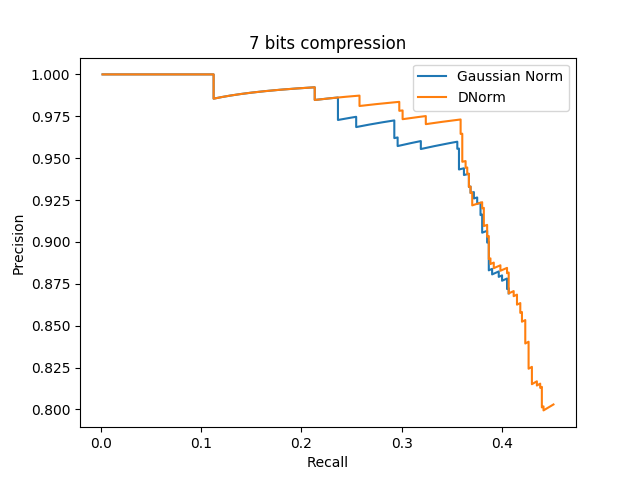 7 bits compression
Gaussian Norm
DNorm
1.000
0.975
0.950
0.925
0.900
0.875
0.850
0.825
0.800
Precision
0.0 0.1 0.2 0.3 0.4
Recall